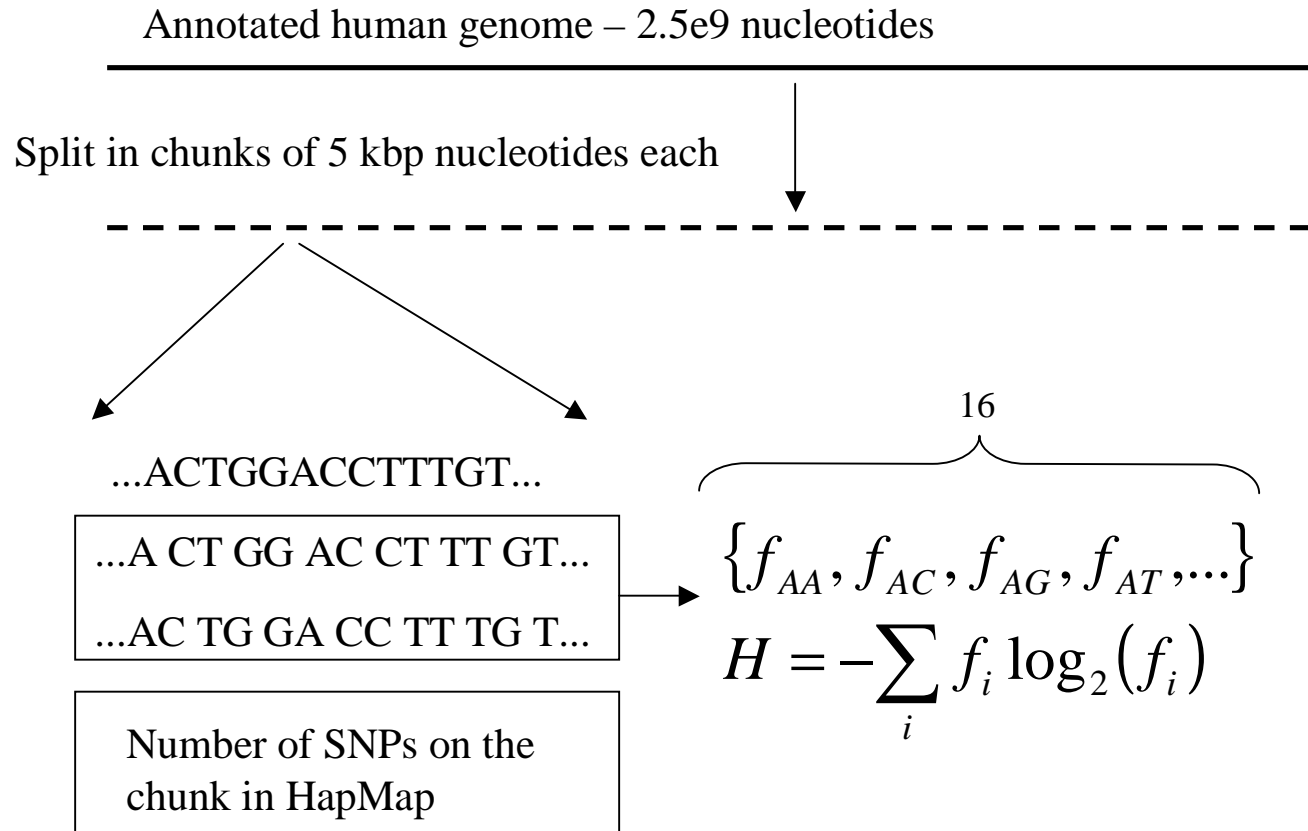 Annotated human genome – 2.5e9 nucleotides
Split in chunks of 5 kbp nucleotides each
16
...ACTGGACCTTTGT...
...A CT GG AC CT TT GT...
...AC TG GA CC TT TG T...
{f_AA, f_AC, f_AG, f_AT,...}
H = −∑_i f_i log_2(f_i)
Number of SNPs on the
chunk in HapMap